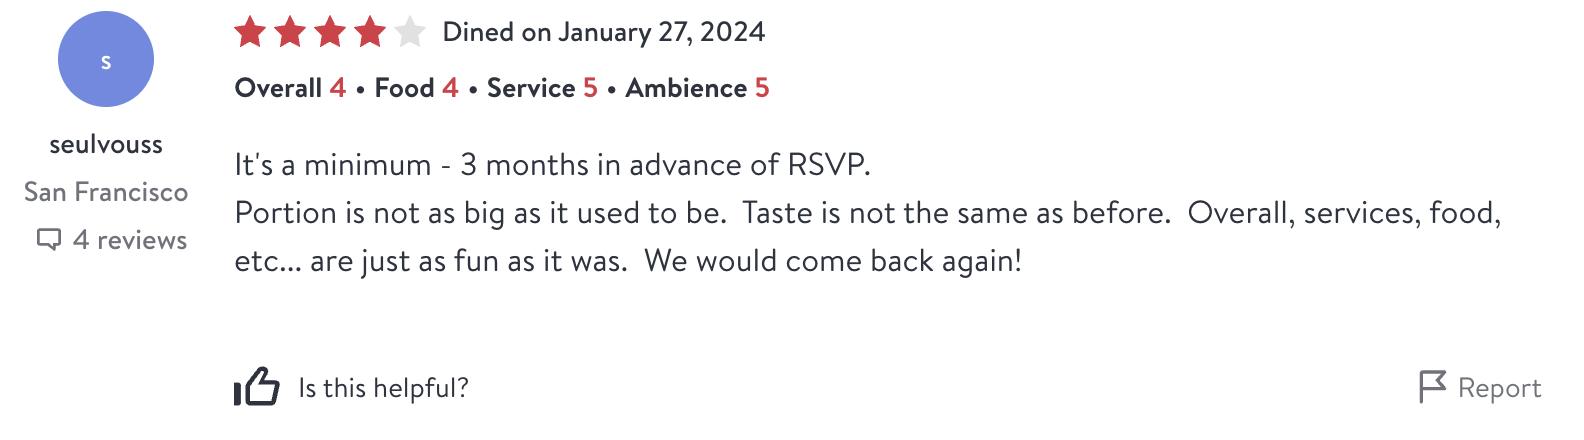 s
seulvouss
San Francisco
4 reviews
Dined on January 27, 2024
Overall 4 • Food 4 • Service 5 • Ambience 5
It's a minimum - 3 months in advance of RSVP.
Portion is not as big as it used to be.  Taste is not the same as before.  Overall, services, food,
etc... are just as fun as it was.  We would come back again!
Is this helpful?
Report